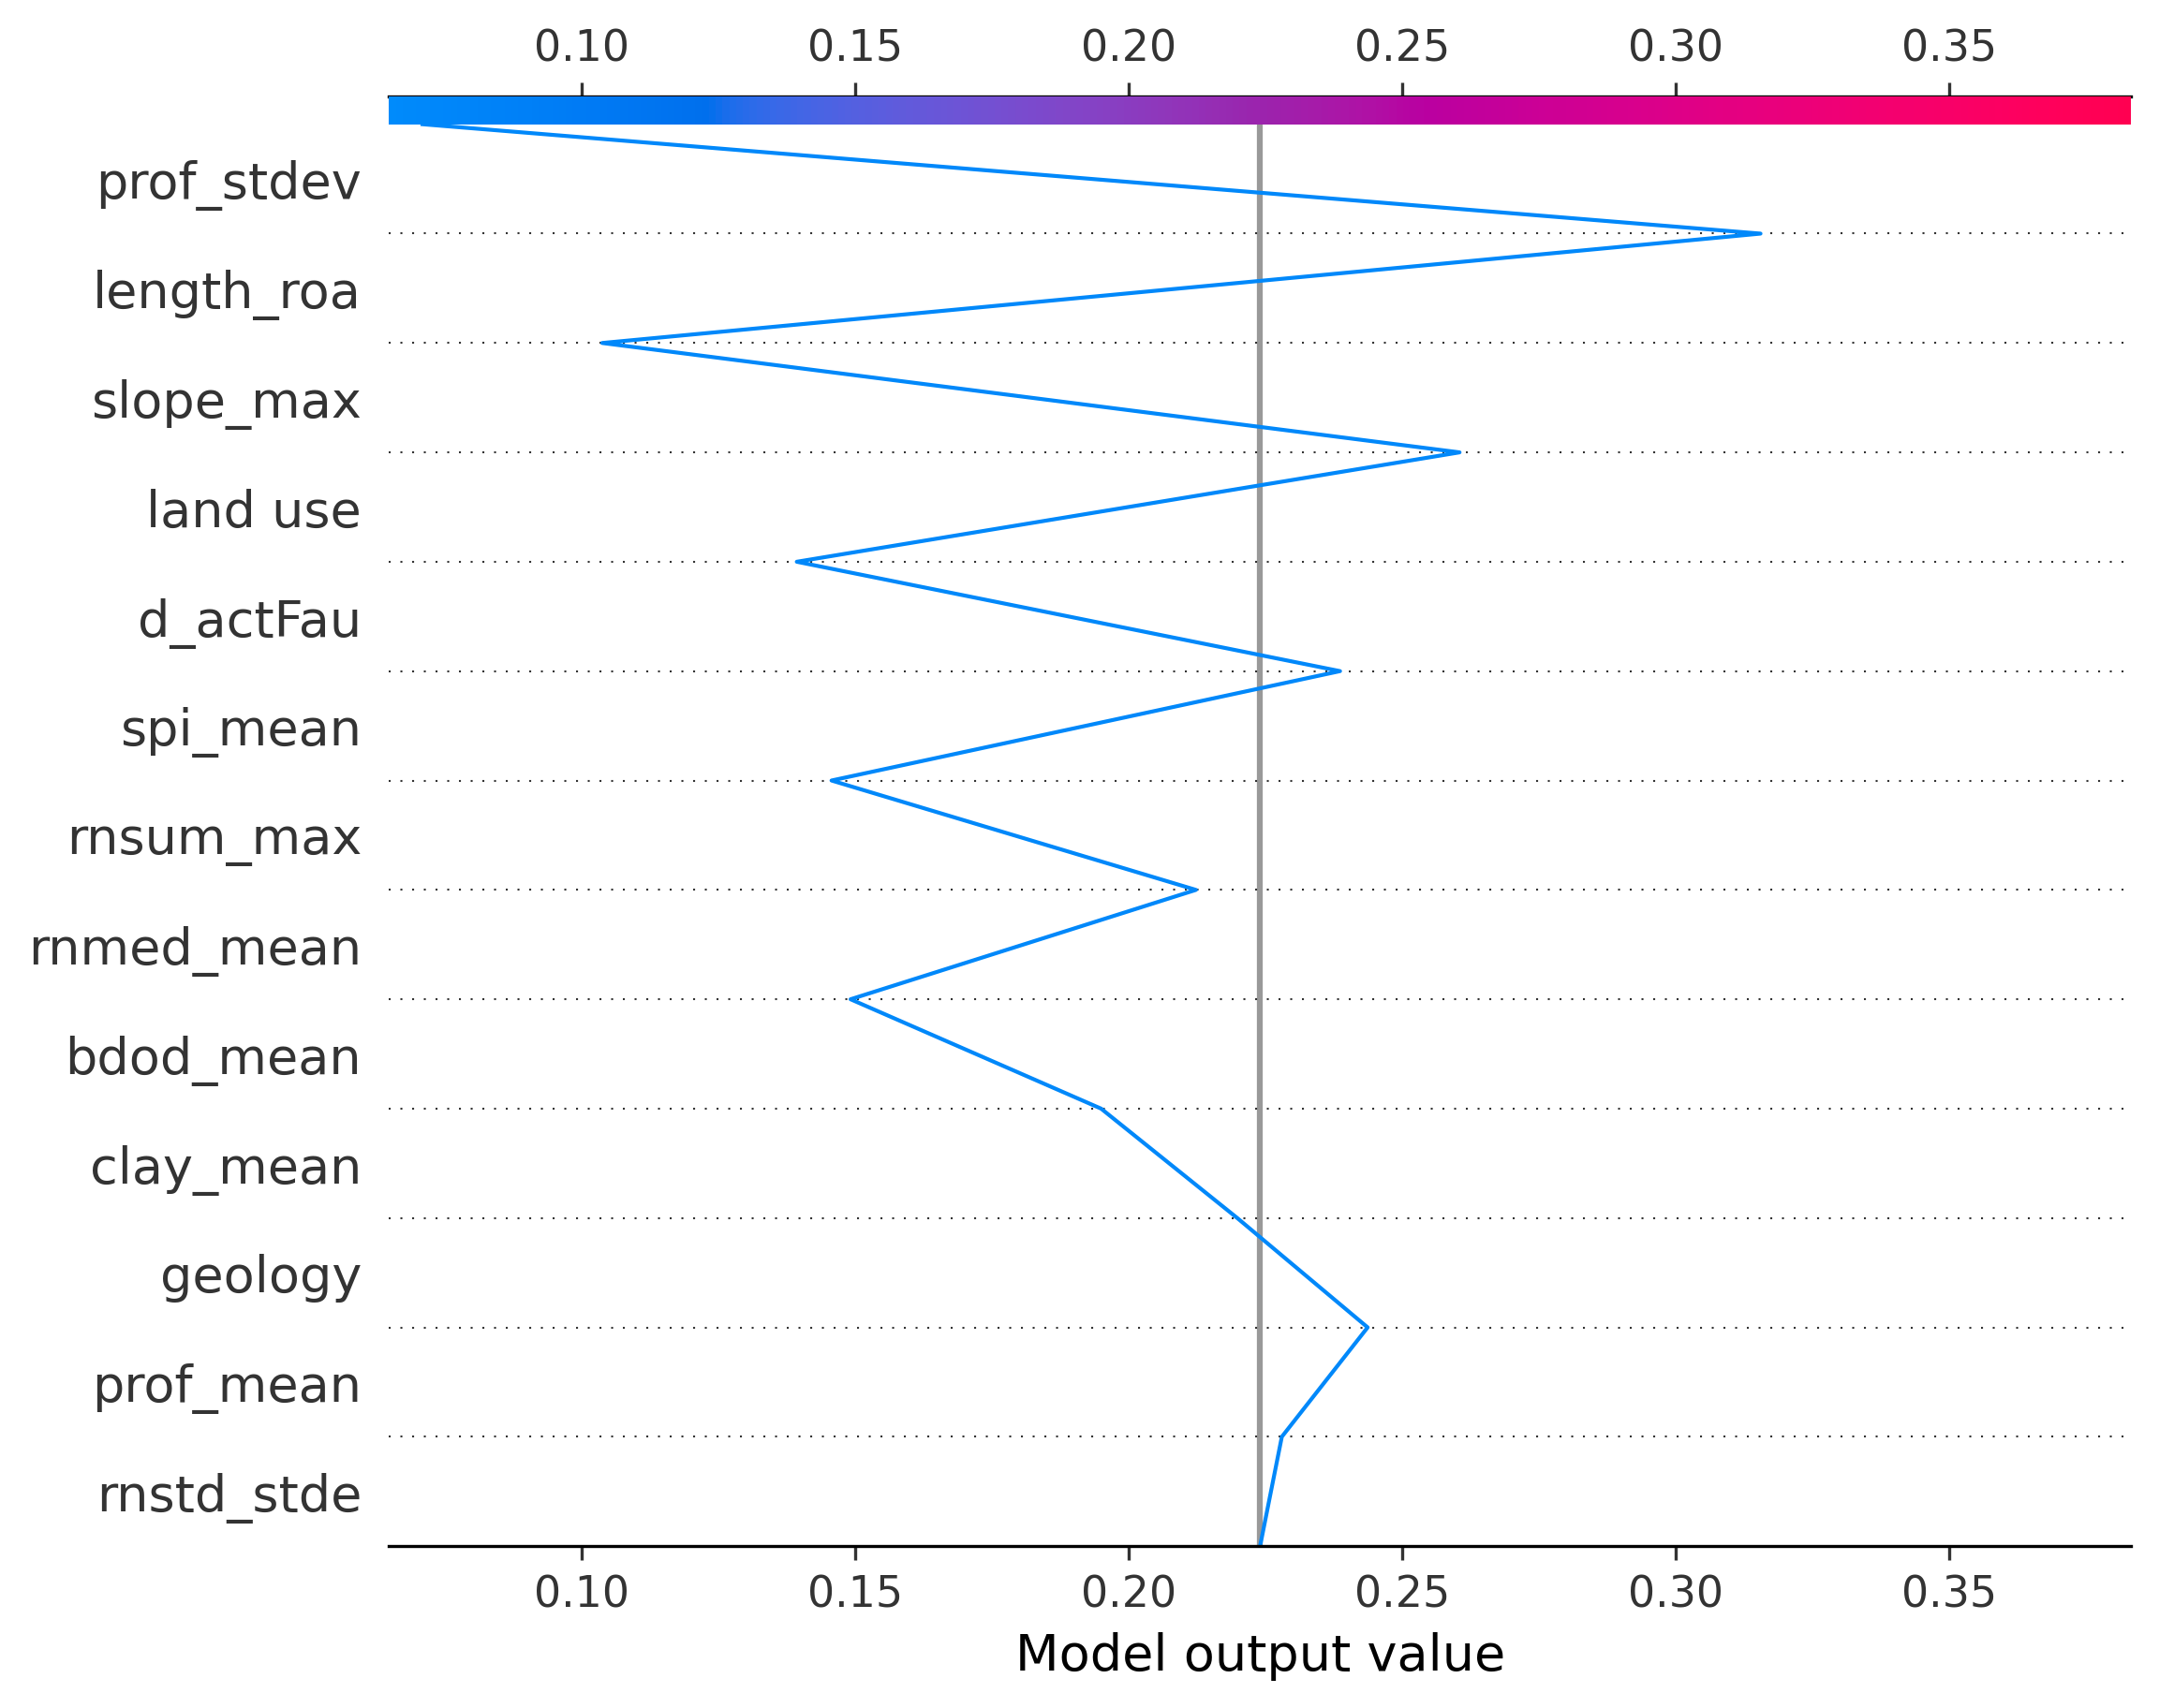 0.10 0.15 0.20 0.25 0.30 0.35
prof_stdev
length_roa
slope_max
land use
d_actFau
spi_mean
rnsum_max
rnmed_mean
bdod_mean
clay_mean
geology
prof_mean
rnstd_stde
0.10 0.15 0.20 0.25 0.30 0.35
Model output value